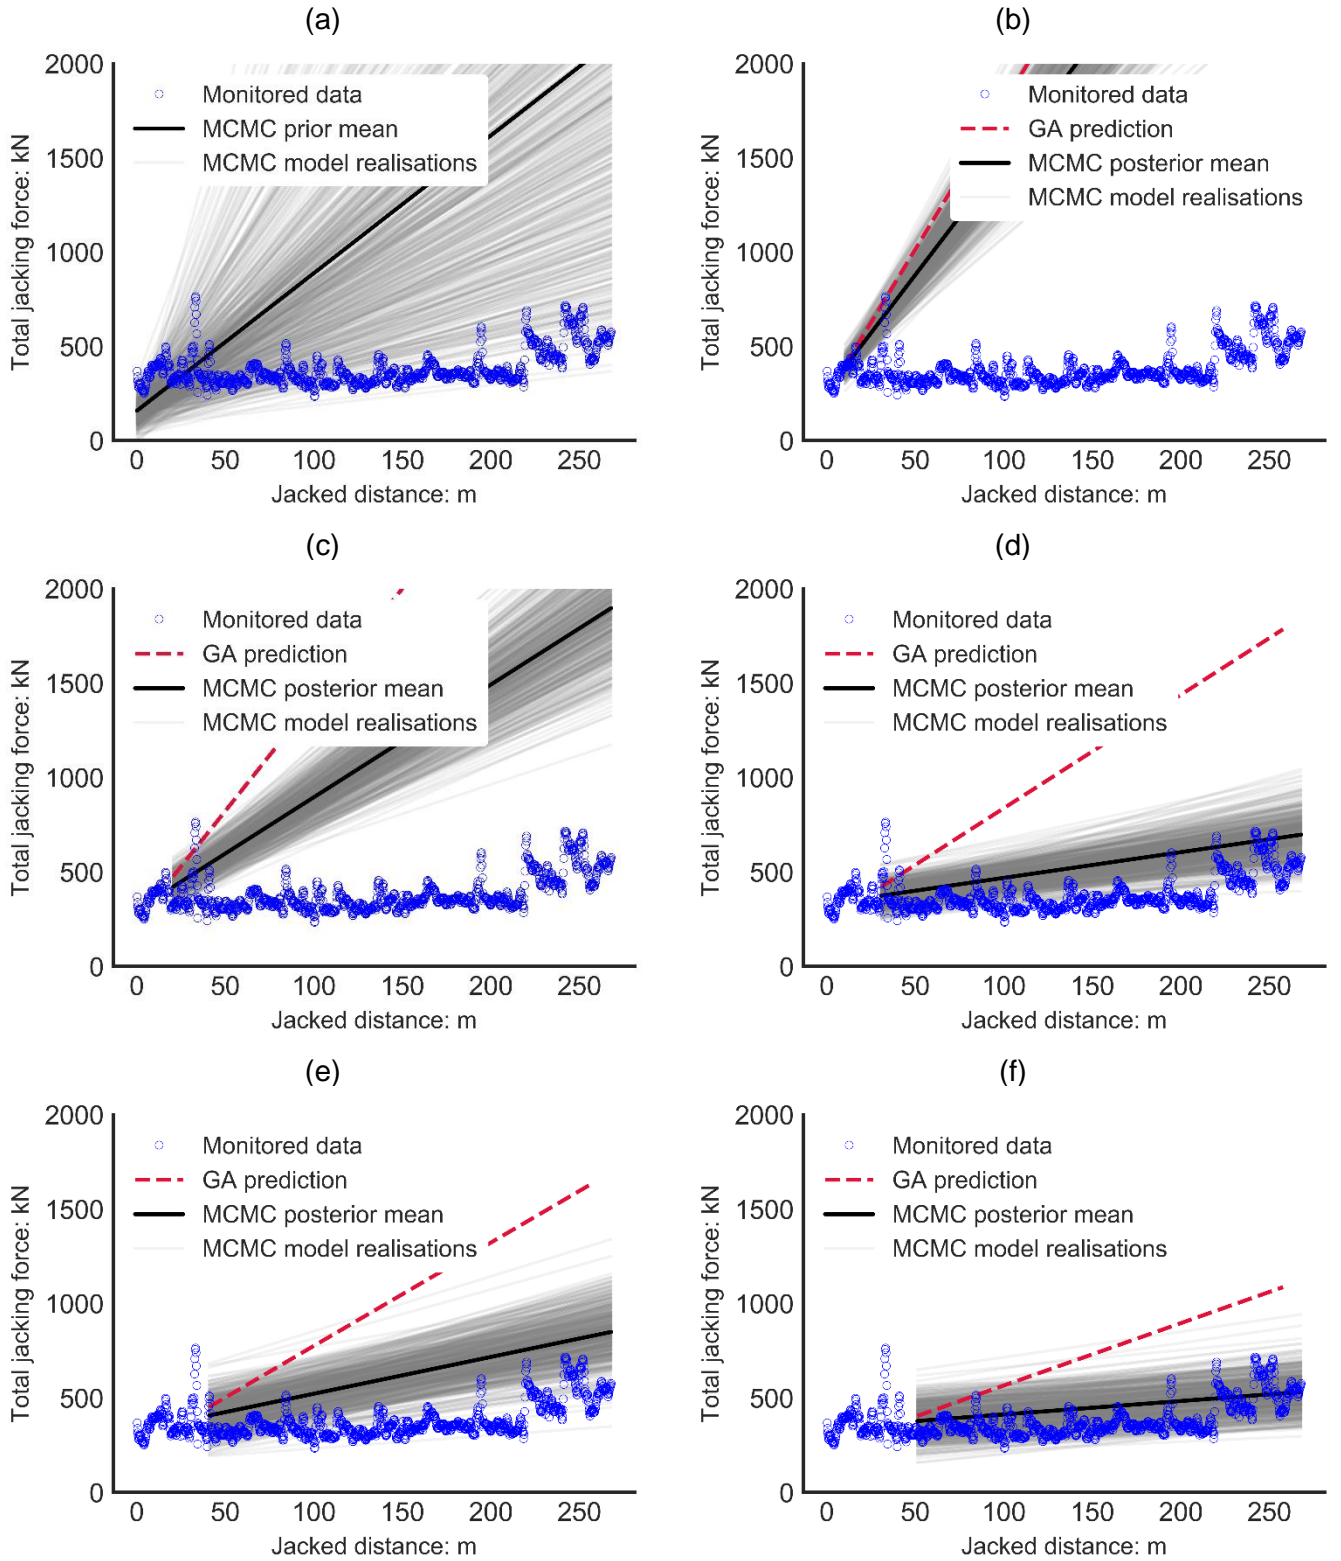 (a)
2000
1500
1000
500
0
Total jacking force: kN
Monitored data
MCMC prior mean
MCMC model realisations
0 50 100 150 200 250
Jacked distance: m
(b)
2000
1500
1000
500
0
Total jacking force: kN
Monitored data
GA prediction
MCMC posterior mean
MCMC model realisations
0 50 100 150 200 250
Jacked distance: m
(c)
2000
1500
1000
500
0
Total jacking force: kN
Monitored data
GA prediction
MCMC posterior mean
MCMC model realisations
0 50 100 150 200 250
Jacked distance: m
(d)
2000
1500
1000
500
0
Total jacking force: kN
Monitored data
GA prediction
MCMC posterior mean
MCMC model realisations
0 50 100 150 200 250
Jacked distance: m
(e)
2000
1500
1000
500
0
Total jacking force: kN
Monitored data
GA prediction
MCMC posterior mean
MCMC model realisations
0 50 100 150 200 250
Jacked distance: m
(f)
2000
1500
1000
500
0
Total jacking force: kN
Monitored data
GA prediction
MCMC posterior mean
MCMC model realisations
0 50 100 150 200 250
Jacked distance: m